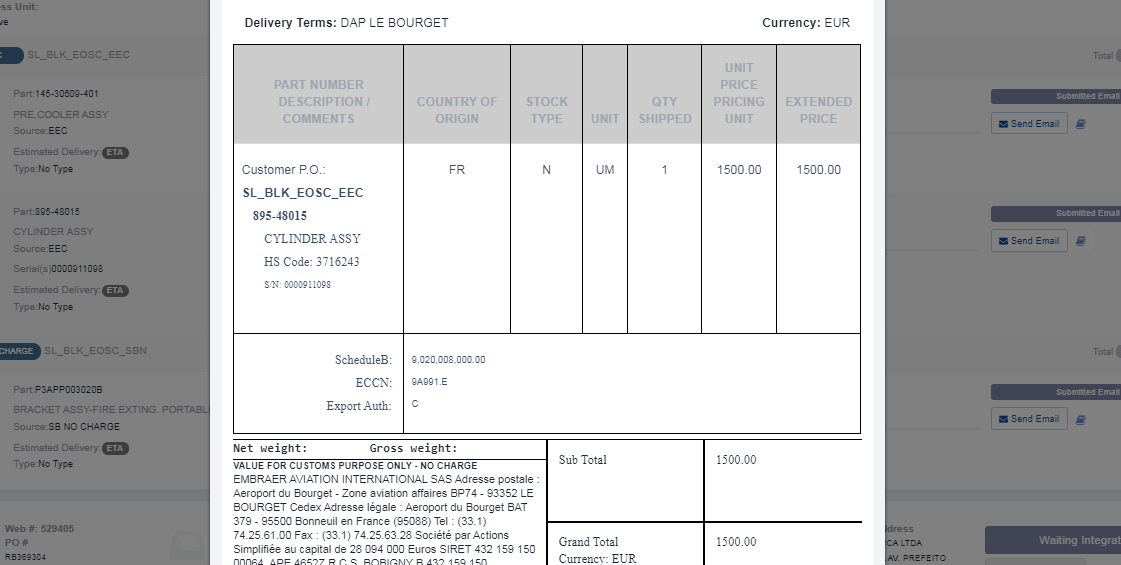 ss Unit:
ve
SL_BLK_EOSC_EEC
Part:145-30609-401
PRE,COOLER ASSY
Source:EEC
Estimated Delivery: ETA
Type:No Type
Part:895-48015
CYLINDER ASSY
Source:EEC
Serial(s)0000911098
Estimated Delivery: ETA
Type:No Type
CHARGE SL_BLK_EOSC_SBN
Part:P3APP003020B
BRACKET ASSY-FIRE EXTING. PORTABL
Source:SB NO CHARGE
Estimated Delivery: ETA
Type:No Type
Web #: 529405
PO #
RB369304
Delivery Terms: DAP LE BOURGET
Currency: EUR
PART NUMBER
DESCRIPTION /
COMMENTS
COUNTRY OF
ORIGIN
STOCK
TYPE
UNIT
QTY
SHIPPED
UNIT
PRICE
PRICING
UNIT
EXTENDED
PRICE
Customer P.O.: FR N UM 1 1500.00 1500.00
SL_BLK_EOSC_EEC
895-48015
CYLINDER ASSY
HS Code: 3716243
S/N: 0000911098
ScheduleB: 9,020,008,000.00
ECCN: 9A991.E
Export Auth: C
Net weight: Gross weight:
VALUE FOR CUSTOMS PURPOSE ONLY - NO CHARGE
EMBRAER AVIATION INTERNATIONAL SAS Adresse postale :
Aeroport du Bourget - Zone aviation affaires BP74 - 93352 LE
BOURGET Cedex Adresse légale : Aeroport du Bourget BAT
379 - 95500 Bonneuil en France (95088) Tel : (33.1)
74.25.61.00 Fax : (33.1) 74.25.63.28 Société par Actions
Simplifiée au capital de 28 094 000 Euros SIRET 432 159 150
00064, APE 4652Z R.C.S. BOBIGNY B 432 159 150
Sub Total 1500.00
Grand Total 1500.00
Currency: EUR
Total
Submitted Email
Send Email
Submitted Email
Send Email
Total
Submitted Email
Send Email
ddress
CA LTDA
AV. PREFEITO
Waiting Integrat